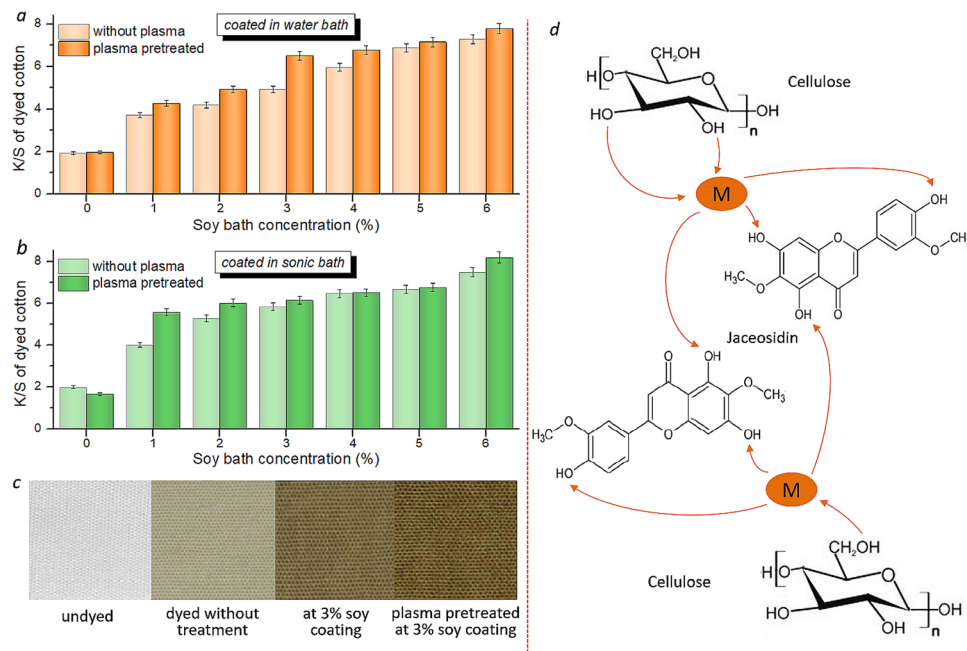 a
coated in water bath
without plasma
plasma pretreated
K/S of dyed cotton
8
6
4
2
0
0 1 2 3 4 5 6
Soy bath concentration (%)
b
coated in sonic bath
without plasma
plasma pretreated
K/S of dyed cotton
8
6
4
2
0
0 1 2 3 4 5 6
Soy bath concentration (%)
c
undyed
dyed without
treatment
at 3% soy
coating
plasma pretreated
at 3% soy coating
d
CH₂OH
H O O
Cellulose
HO OH
OH n
M
OH
HO O
OCH₃
H₃CO
OH O
Jaceosidin
O OH
OCH₃
H₃CO O OH
HO
M
Cellulose
CH₂OH
H O O
HO OH
OH n